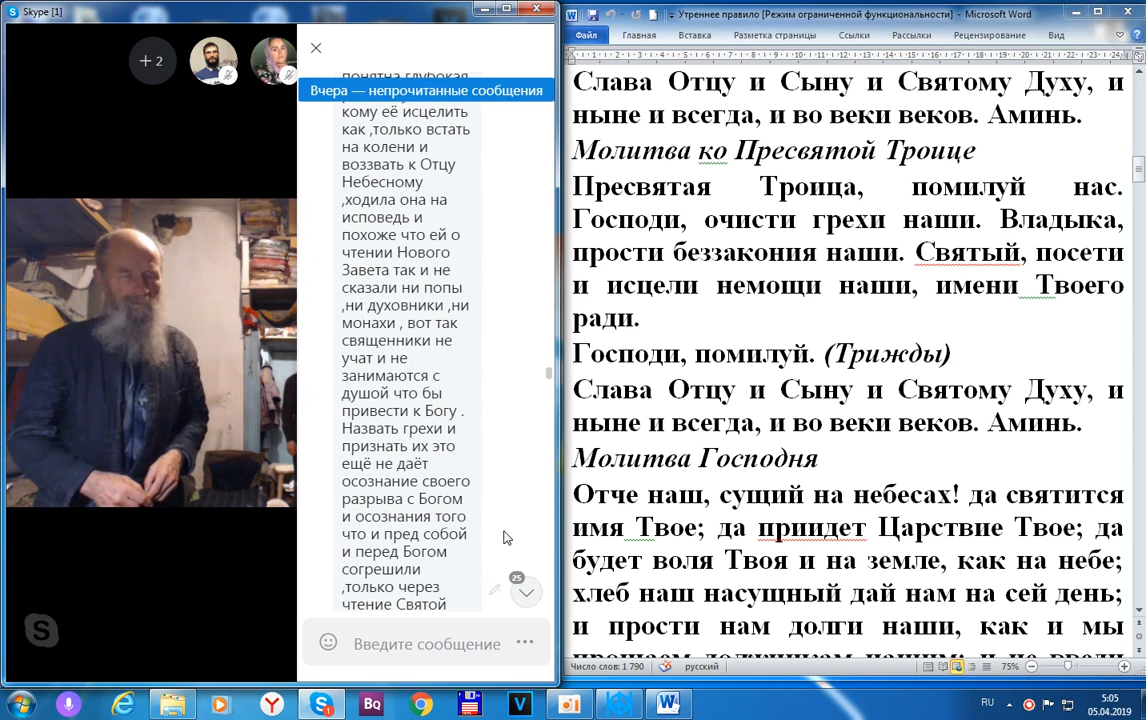 Skype [1]
+ 2
понятна глубокая
Вчера — непрочитанные сообщения
кому её исцелить
как ,только встать
на колени и
воззвать к Отцу
Небесному
,ходила она на
исповедь и
похоже что ей о
чтении Нового
Завета так и не
сказали ни попы
,ни духовники ,ни
монахи , вот так
священники не
учат и не
занимаются с
душой что бы
привести к Богу .
Назвать грехи и
признать их это
ещё не даёт
осознание своего
разрыва с Богом
и осознания того
что и пред собой
и перед Богом
согрешили
,только через
чтение Святой
25
Введите сообщение
Утреннее правило [Режим ограниченной функциональности] - Microsoft Word
Файл Главная Вставка Разметка страницы Ссылки Рассылки Рецензирование Вид
Слава Отцу и Сыну и Святому Духу, и
ныне и всегда, и во веки веков. Аминь.
Молитва ко Пресвятой Троице
Пресвятая Троица, помилуй нас.
Господи, очисти грехи наши. Владыка,
прости беззакония наши. Святый, посети
и исцели немощи наши, имени Твоего
ради.
Господи, помилуй. (Трижды)
Слава Отцу и Сыну и Святому Духу, и
ныне и всегда, и во веки веков. Аминь.
Молитва Господня
Отче наш, сущий на небесах! да святится
имя Твое; да приидет Царствие Твое; да
будет воля Твоя и на земле, как на небе;
хлеб наш насущный дай нам на сей день;
и прости нам долги наши, как и мы
прощаем должникам нашим; и не введи
Число слов: 1 790 русский 75%
RU
5:05
05.04.2019